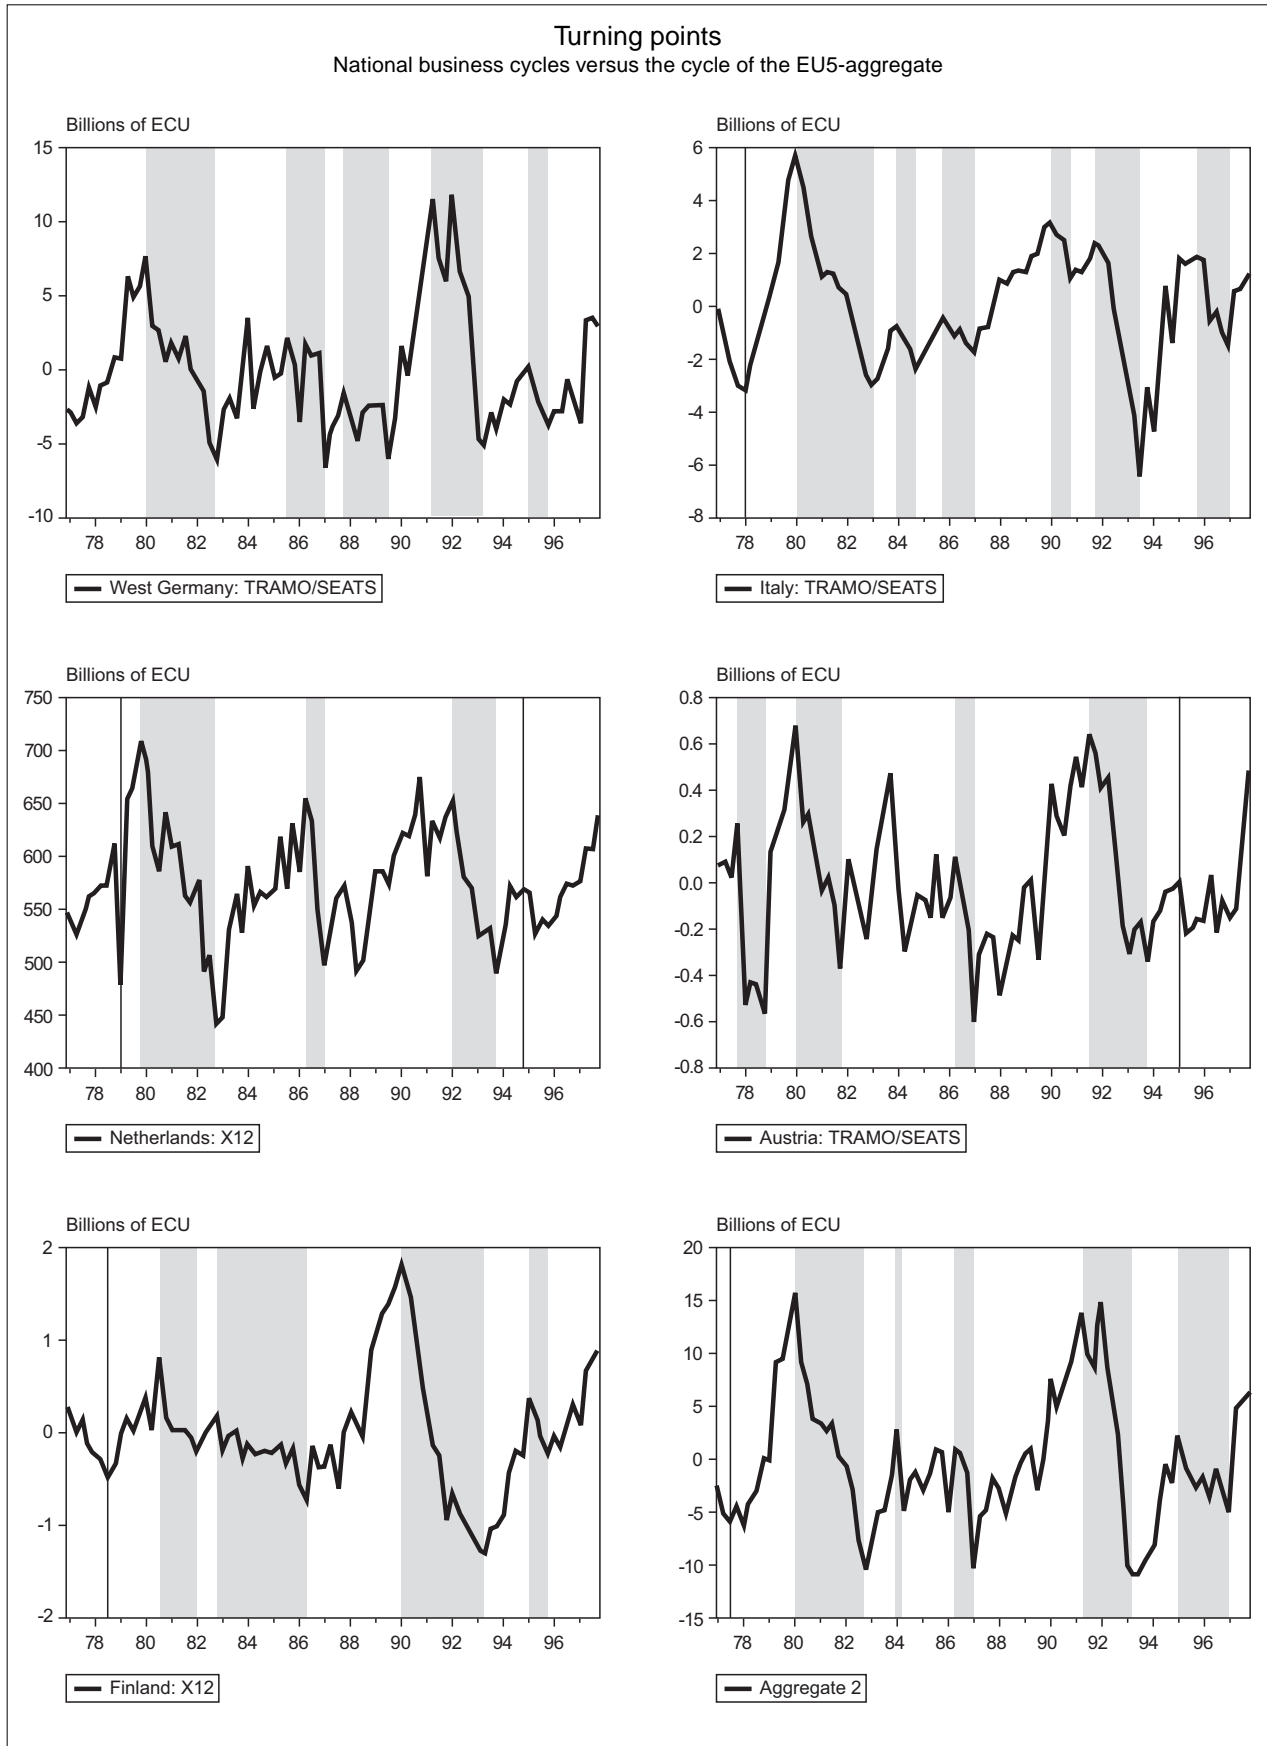 Turning points
National business cycles versus the cycle of the EU5-aggregate
Billions of ECU
15
10
5
0
-5
-10
78 80 82 84 86 88 90 92 94 96
West Germany: TRAMO/SEATS
Billions of ECU
6
4
2
0
-2
-4
-6
-8
78 80 82 84 86 88 90 92 94 96
Italy: TRAMO/SEATS
Billions of ECU
750
700
650
600
550
500
450
400
78 80 82 84 86 88 90 92 94 96
Netherlands: X12
Billions of ECU
0.8
0.6
0.4
0.2
0.0
-0.2
-0.4
-0.6
-0.8
78 80 82 84 86 88 90 92 94 96
Austria: TRAMO/SEATS
Billions of ECU
2
1
0
-1
-2
78 80 82 84 86 88 90 92 94 96
Finland: X12
Billions of ECU
20
15
10
5
0
-5
-10
-15
78 80 82 84 86 88 90 92 94 96
Aggregate 2